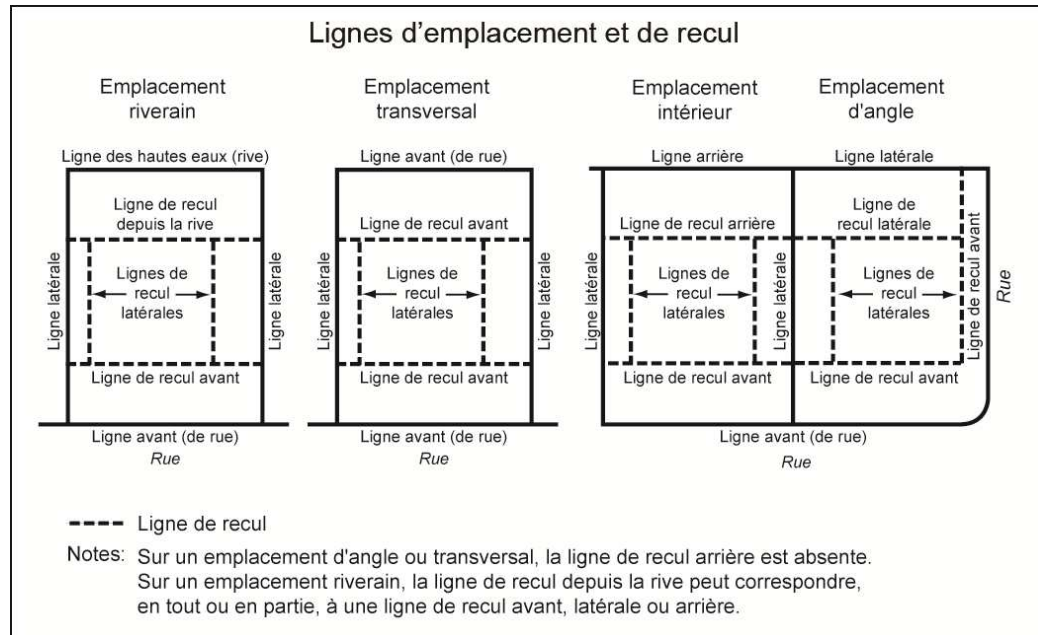 Lignes d'emplacement et de recul
Emplacement
riverain
Ligne des hautes eaux (rive)
Ligne de recul
depuis la rive
Ligne latérale
Lignes de
recul
latérales
Ligne latérale
Ligne de recul avant
Ligne avant (de rue)
Rue
Emplacement
transversal
Ligne avant (de rue)
Ligne de recul avant
Ligne latérale
Lignes de
recul
latérales
Ligne latérale
Ligne de recul avant
Ligne avant (de rue)
Rue
Emplacement
intérieur
Ligne arrière
Ligne de recul arrière
Ligne latérale
Lignes de
recul
latérales
Ligne latérale
Ligne de recul avant
Emplacement
d'angle
Ligne latérale
Ligne de
recul latérale
Lignes de
recul
latérales
Ligne de recul avant
Rue
Ligne de recul avant
Ligne avant (de rue)
Rue
Ligne de recul
Notes: Sur un emplacement d'angle ou transversal, la ligne de recul arrière est absente.
Sur un emplacement riverain, la ligne de recul depuis la rive peut correspondre,
en tout ou en partie, à une ligne de recul avant, latérale ou arrière.